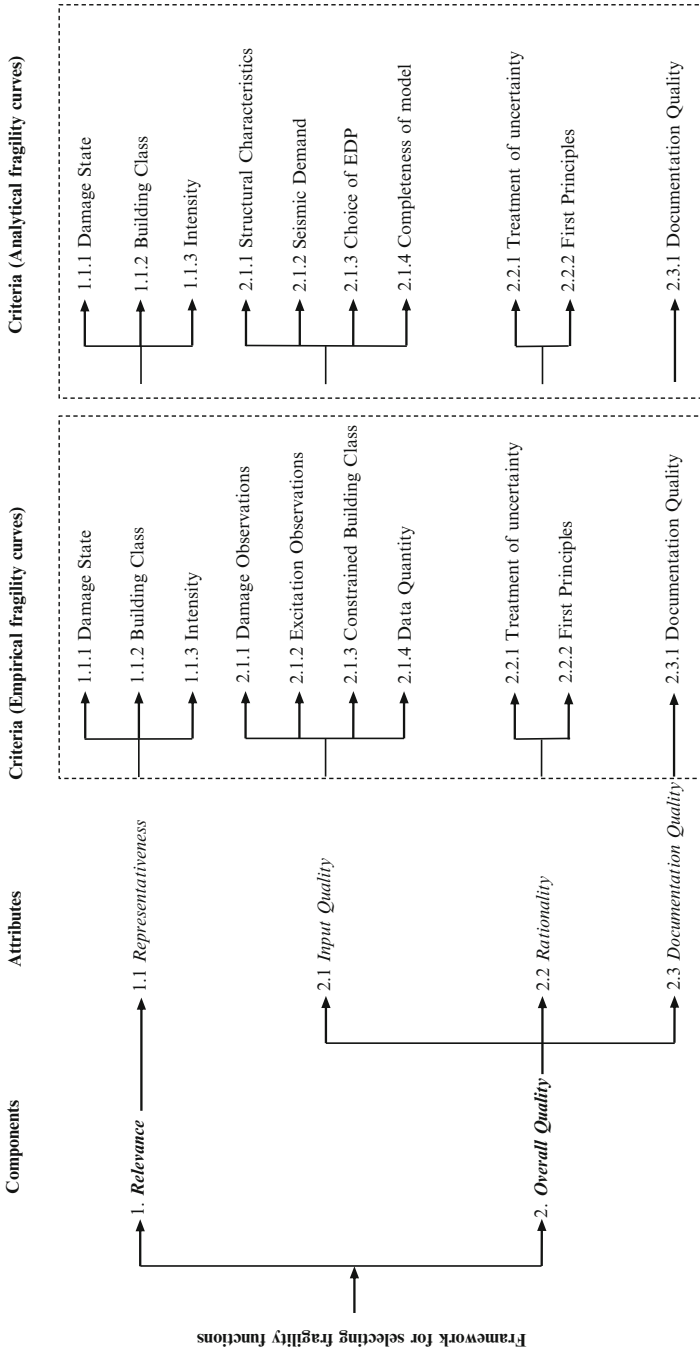 Framework for selecting fragility functions
Components
1. Relevance
2. Overall Quality
Attributes
1.1 Representativeness
2.1 Input Quality
2.2 Rationality
2.3 Documentation Quality
Criteria (Empirical fragility curves)
1.1.1 Damage State
1.1.2 Building Class
1.1.3 Intensity
2.1.1 Damage Observations
2.1.2 Excitation Observations
2.1.3 Constrained Building Class
2.1.4 Data Quantity
2.2.1 Treatment of uncertainty
2.2.2 First Principles
2.3.1 Documentation Quality
Criteria (Analytical fragility curves)
1.1.1 Damage State
1.1.2 Building Class
1.1.3 Intensity
2.1.1 Structural Characteristics
2.1.2 Seismic Demand
2.1.3 Choice of EDP
2.1.4 Completeness of model
2.2.1 Treatment of uncertainty
2.2.2 First Principles
2.3.1 Documentation Quality